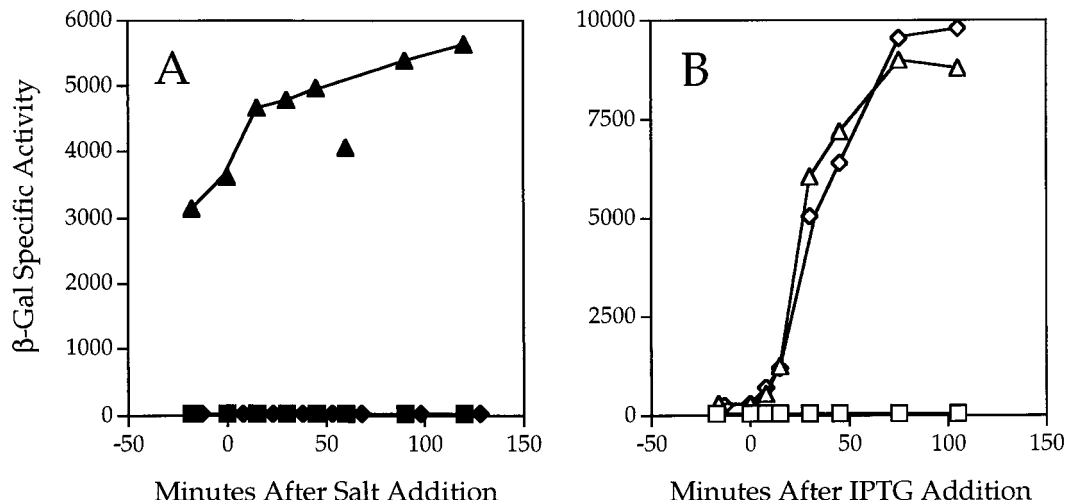 A
B
β-Gal Specific Activity
6000
5000
4000
3000
2000
1000
0
-50 0 50 100 150
Minutes After Salt Addition
10000
7500
5000
2500
0
-50 0 50 100 150
Minutes After IPTG Addition